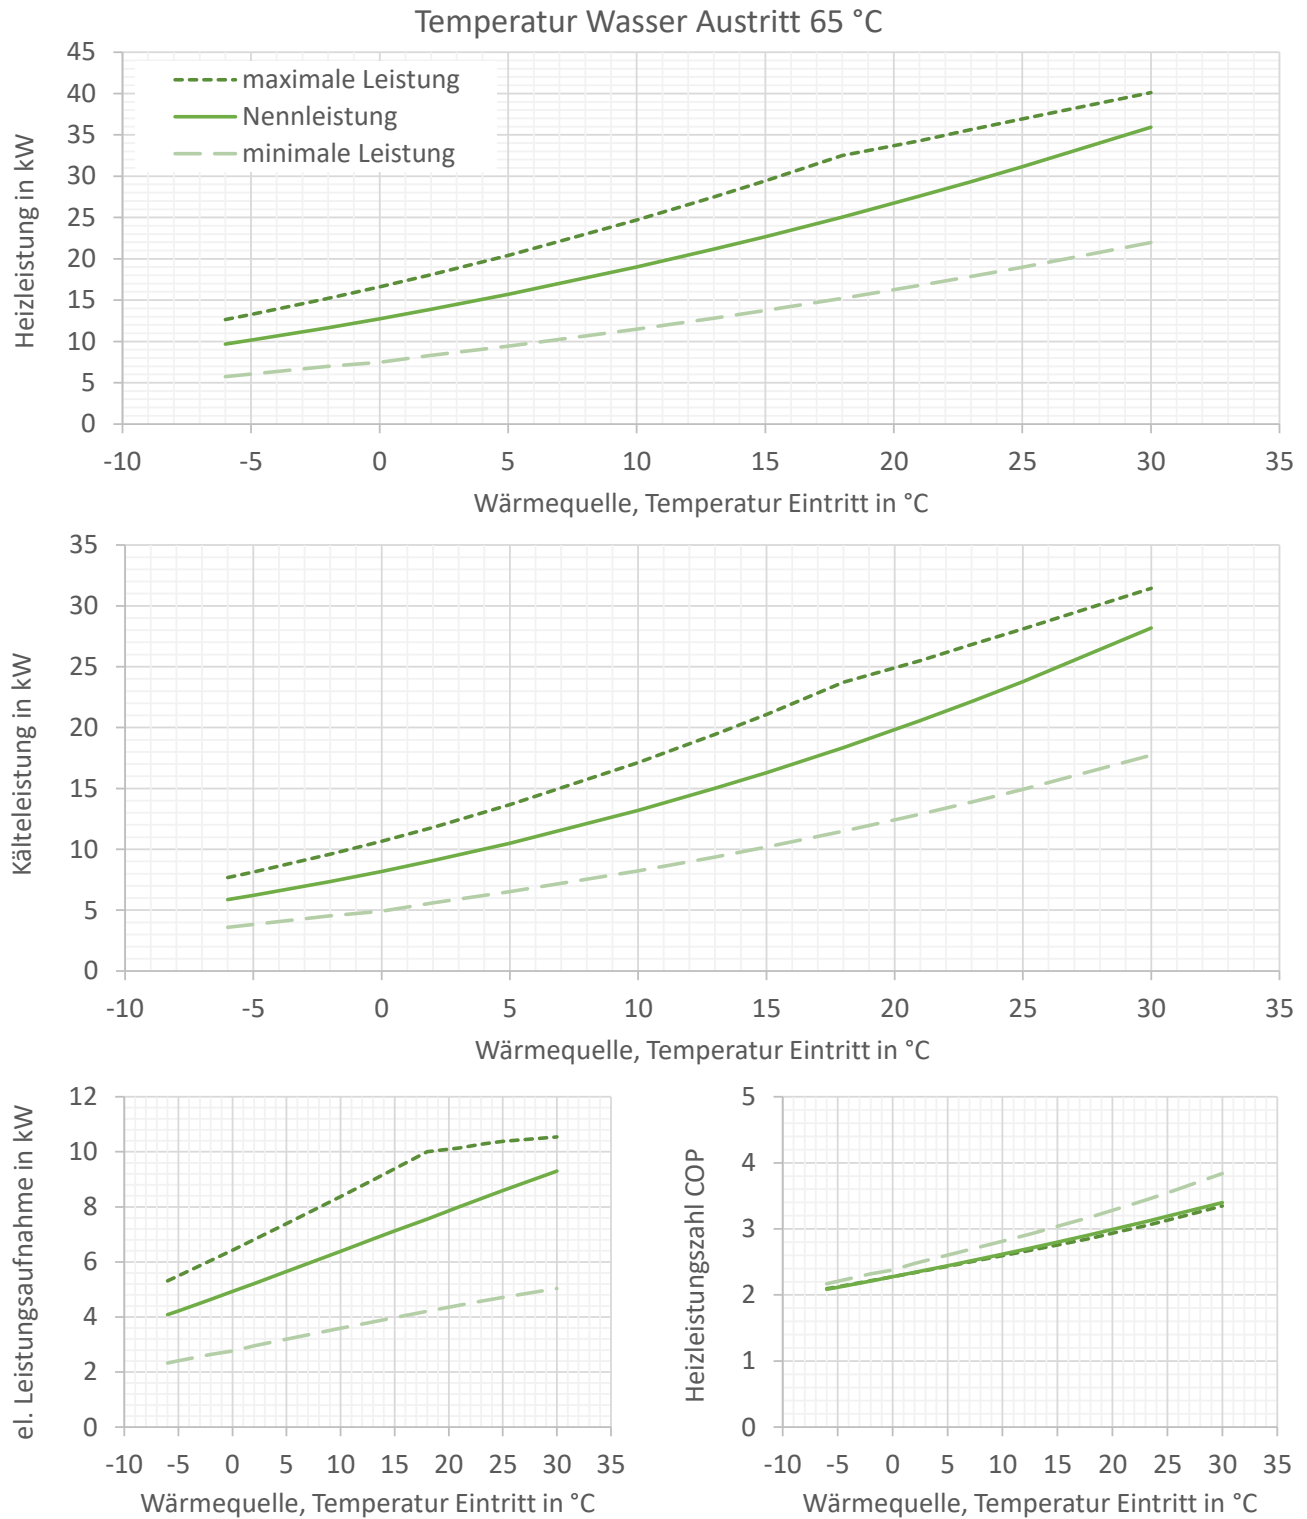 Temperatur Wasser Austritt 65 °C
Heizleistung in kW
45
40
35
30
25
20
15
10
5
0
maximale Leistung
Nennleistung
minimale Leistung
-10 -5 0 5 10 15 20 25 30 35
Wärmequelle, Temperatur Eintritt in °C
Kälteleistung in kW
35
30
25
20
15
10
5
0
-10 -5 0 5 10 15 20 25 30 35
Wärmequelle, Temperatur Eintritt in °C
el. Leistungsaufnahme in kW
12
10
8
6
4
2
0
-10 -5 0 5 10 15 20 25 30 35
Wärmequelle, Temperatur Eintritt in °C
Heizleistungszahl COP
5
4
3
2
1
0
-10 -5 0 5 10 15 20 25 30 35
Wärmequelle, Temperatur Eintritt in °C